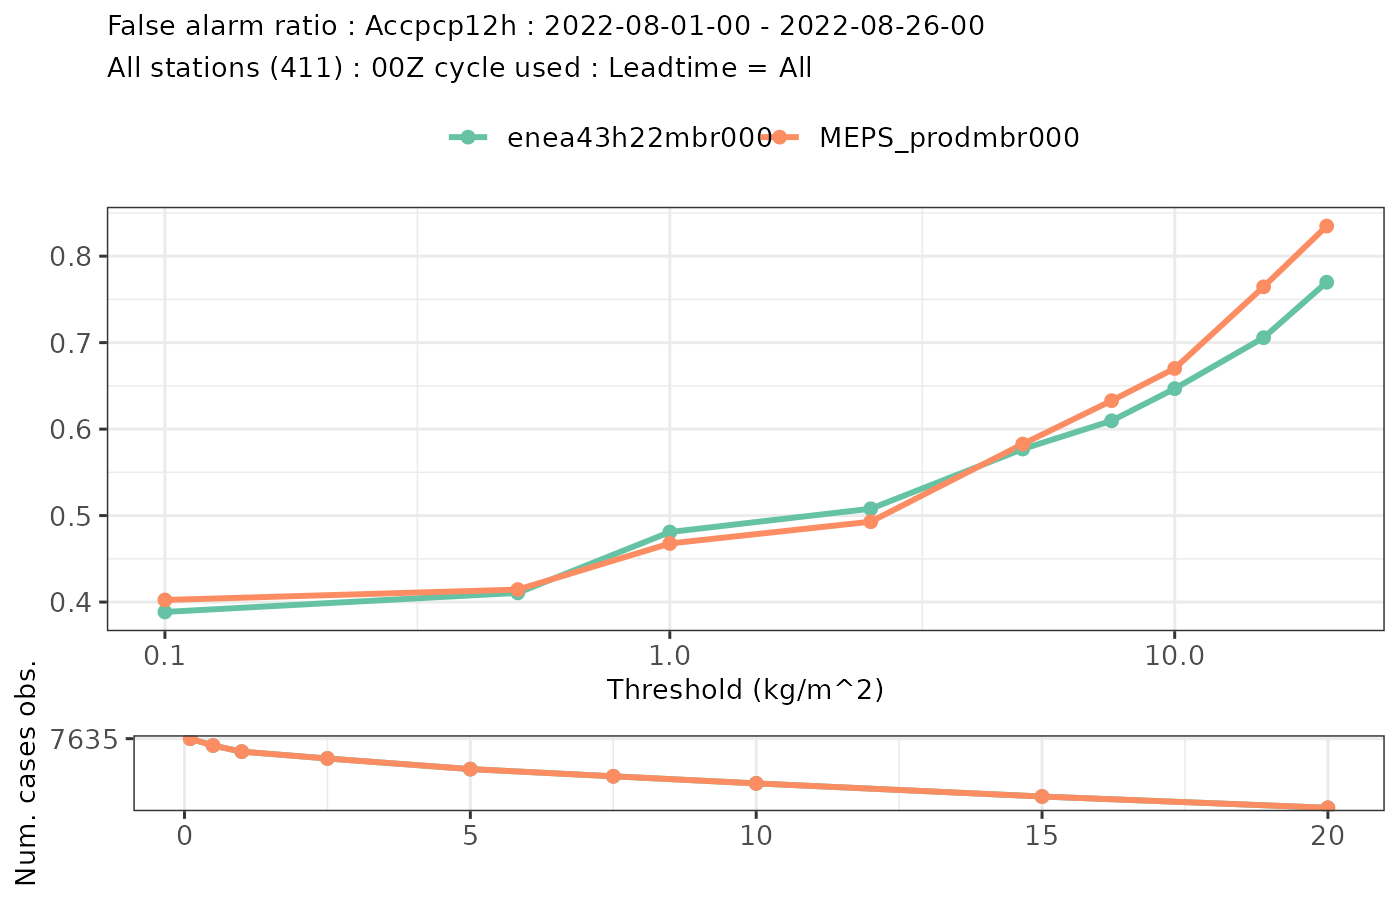 False alarm ratio : Accpcp12h : 2022-08-01-00 - 2022-08-26-00
All stations (411) : 00Z cycle used : Leadtime = All
enea43h22mbr000 MEPS_prodmbr000
0.8
0.7
0.6
0.5
0.4
0.1 1.0 10.0
Threshold (kg/m^2)
Num. cases obs.
7635
0 5 10 15 20